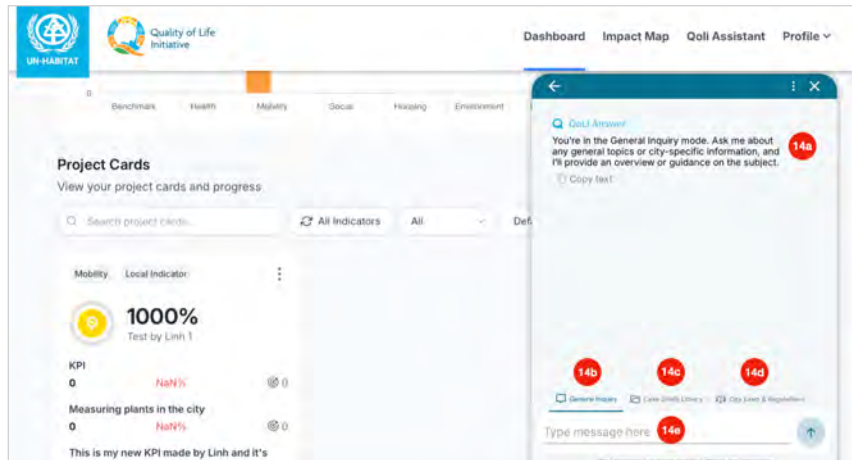 UN-HABITAT
Quality of Life
Initiative
Dashboard Impact Map Qoli Assistant Profile
0
Benchmark Health Mobility Social Housing Environment
Project Cards
View your project cards and progress
Search project cards...
All Indicators All
Mobility Local Indicator
1000%
Test by Linh 1
KPI
0 NaN% 0
Measuring plants in the city
0 NaN% 0
This is my new KPI made by Linh and it's
QoLi Answer
You're in the General Inquiry mode. Ask me about
any general topics or city-specific information, and
I'll provide an overview or guidance on the subject.
14a
Copy text
14b 14c 14d
General Inquiry City Laws & Regulations
Type message here 14e